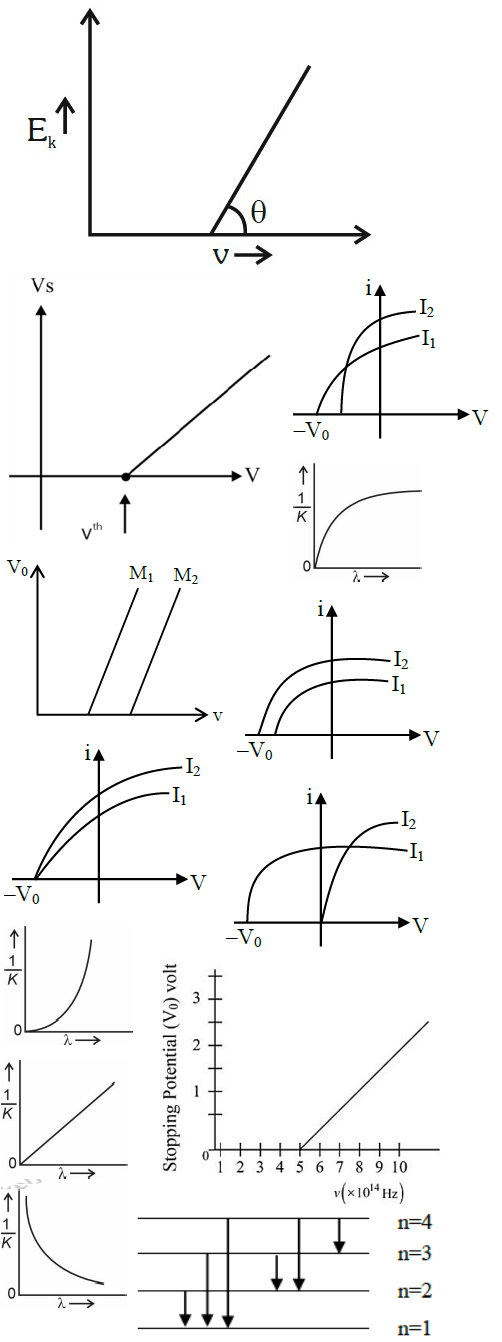 E_k
θ
ν
Vs
V
ν^th
i
I₂
I₁
–V₀
V
1/K
0
λ
V₀
M₁
M₂
ν
i
I₂
I₁
–V₀
V
i
I₂
I₁
–V₀
V
i
I₂
I₁
–V₀
V
1/K
0
λ
Stopping Potential (V₀) volt
3
2
1
0
1 2 3 4 5 6 7 8 9 10
ν(×10¹⁴ Hz)
1/K
0
λ
1/K
0
λ
n=4
n=3
n=2
n=1